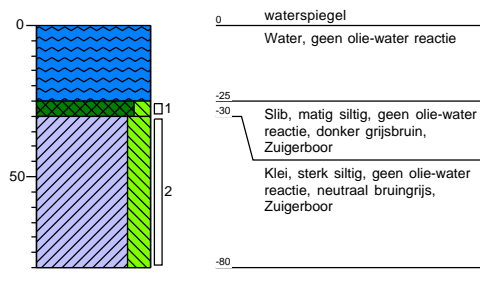 0
50
1
2
0
waterspiegel
Water, geen olie-water reactie
-25
-30
Slib, matig siltig, geen olie-water
reactie, donker grijsbruin,
Zuigerboor
Klei, sterk siltig, geen olie-water
reactie, neutraal bruingrijs,
Zuigerboor
-80